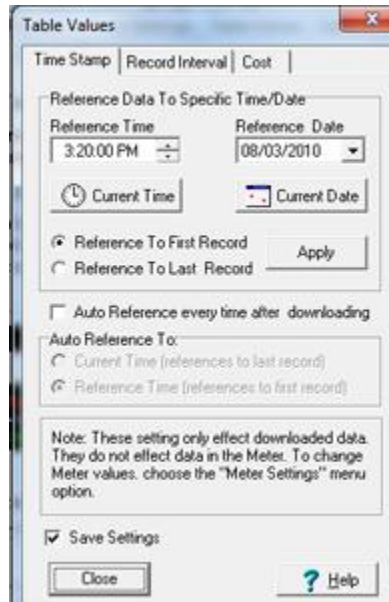 Table Values
Time Stamp Record Interval Cost
Reference Data To Specific Time/Date
Reference Time Reference Date
3:20:00 PM 08/03/2010
Current Time Current Date
Reference To First Record
Reference To Last Record
Apply
Auto Reference every time after downloading
Auto Reference To:
Current Time (references to last record)
Reference Time (references to first record)
Note: These setting only effect downloaded data.
They do not effect data in the Meter. To change
Meter values. choose the "Meter Settings" menu
option.
Save Settings
Close ? Help